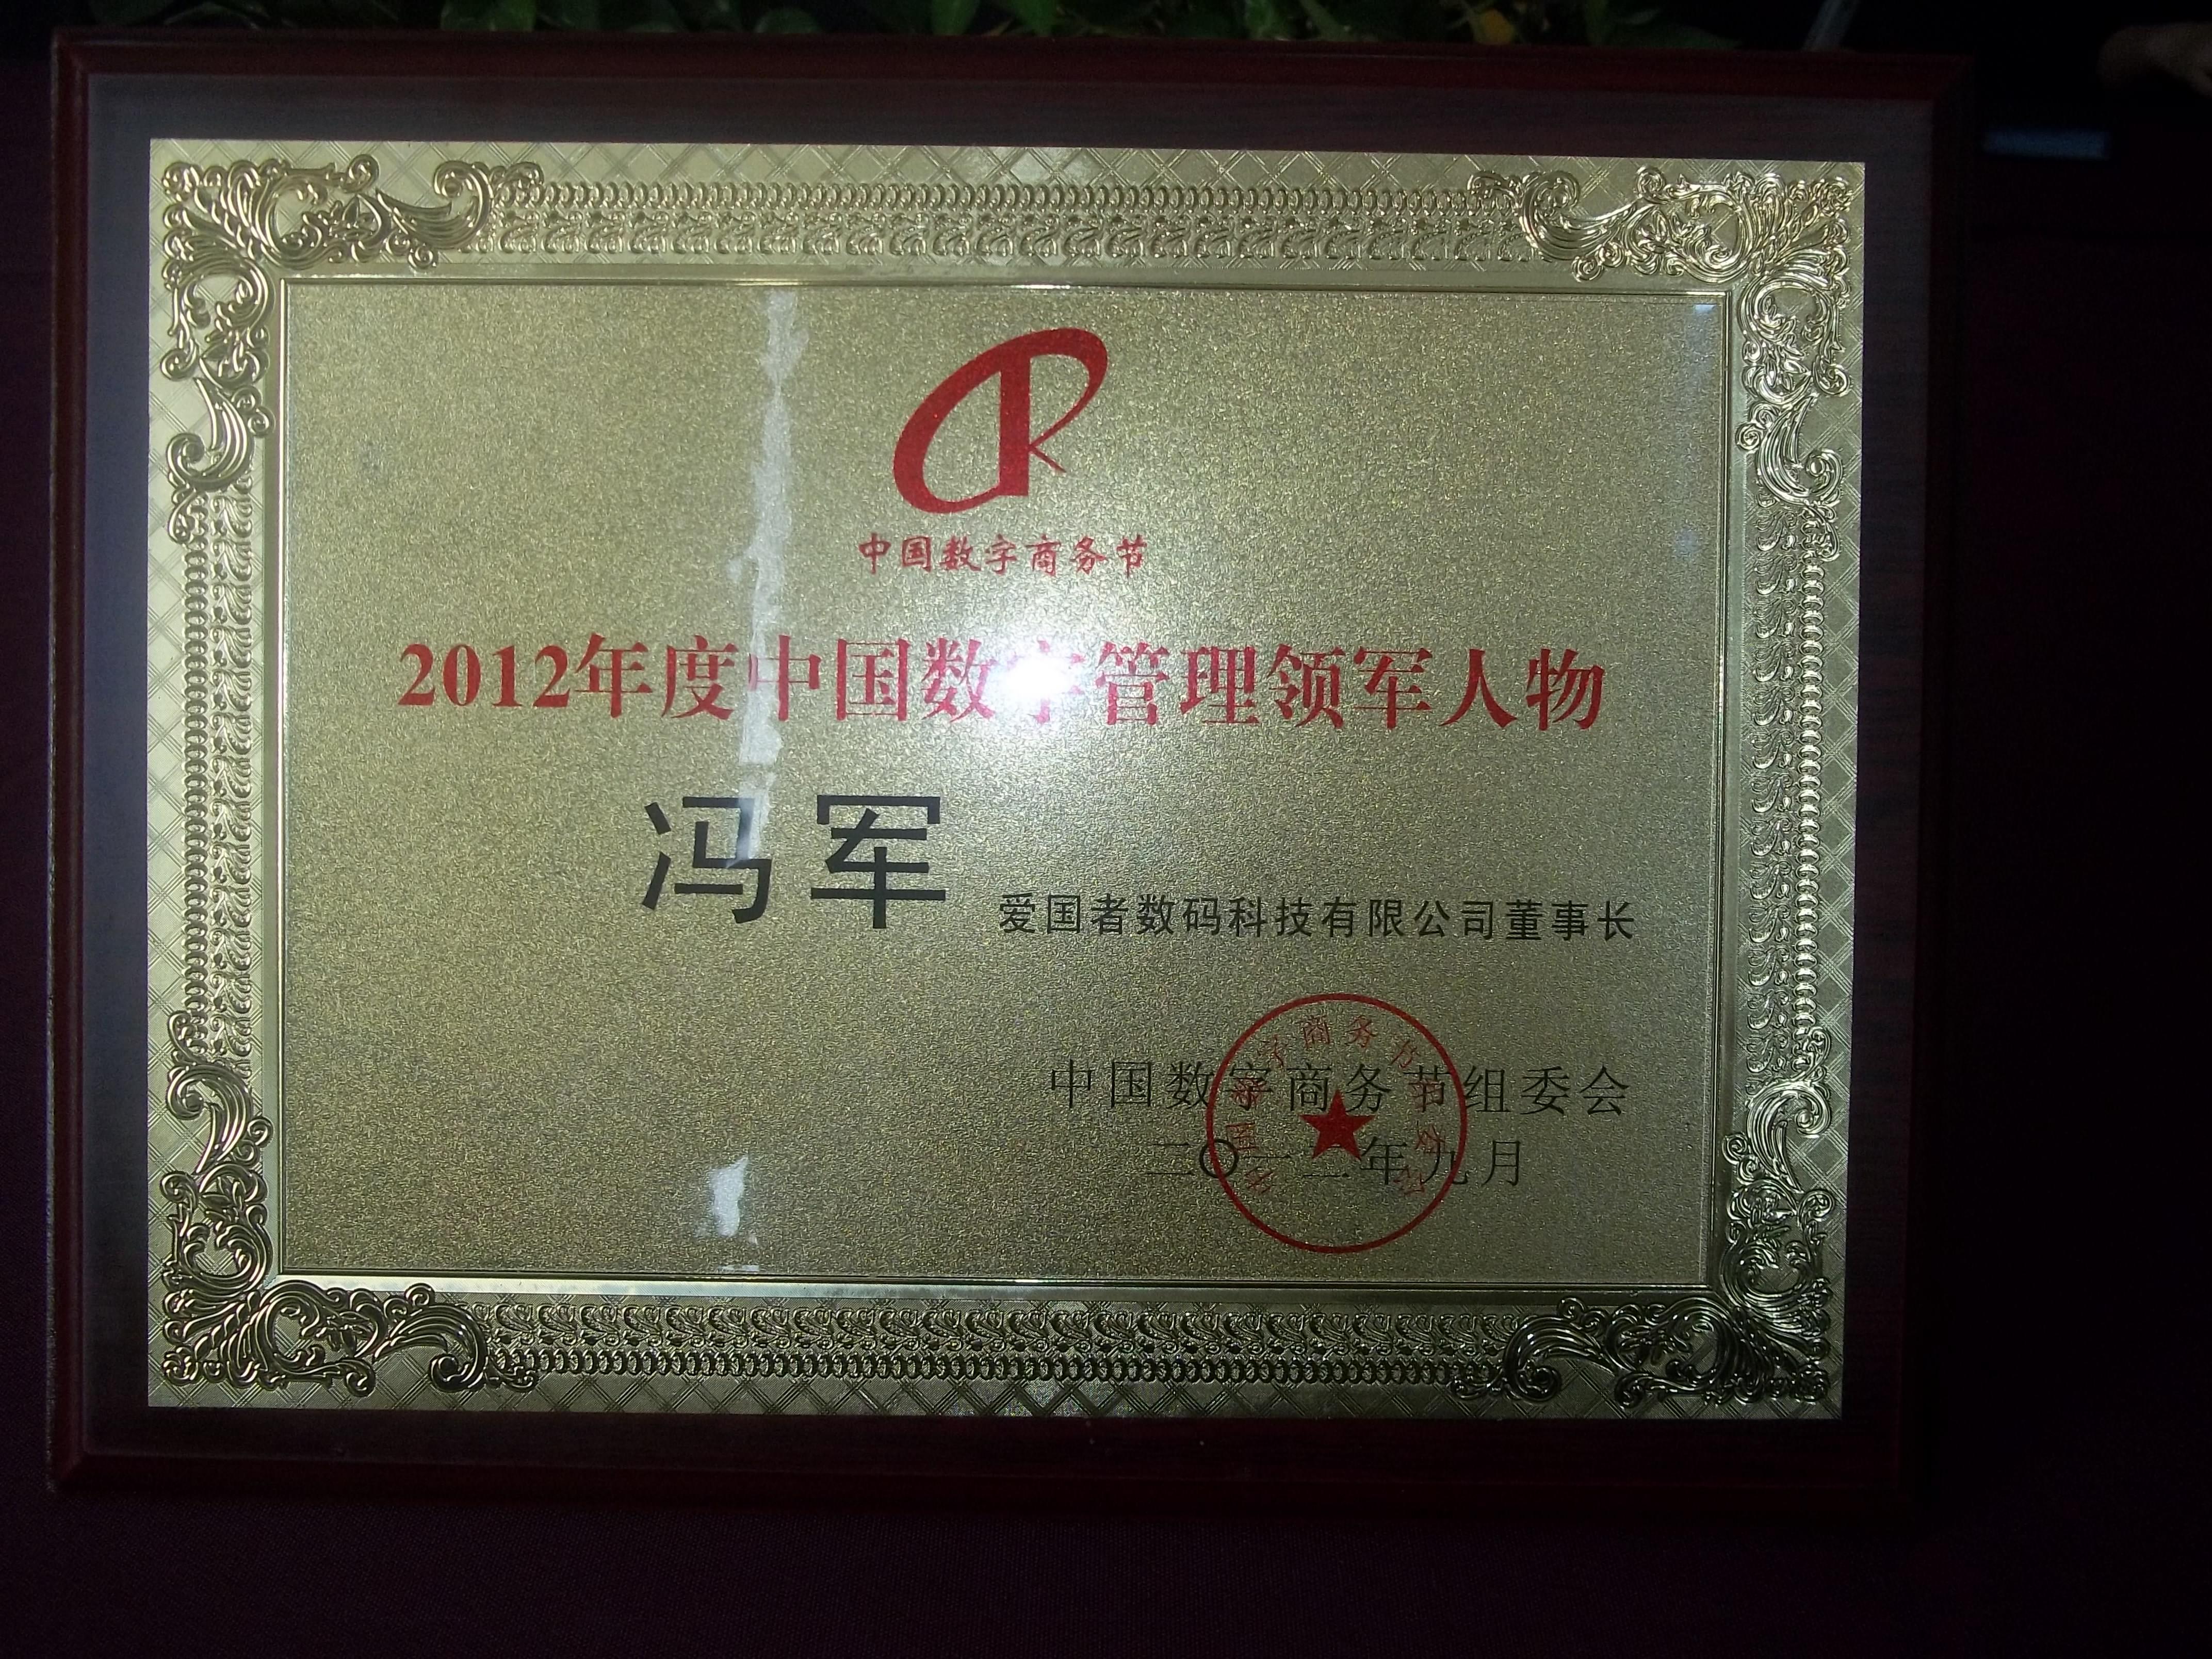 中国数字商务节
2012年度中国数字管理领军人物
冯军
爱国者数码科技有限公司董事长
中国数字商务节组委会
二〇一二年九月